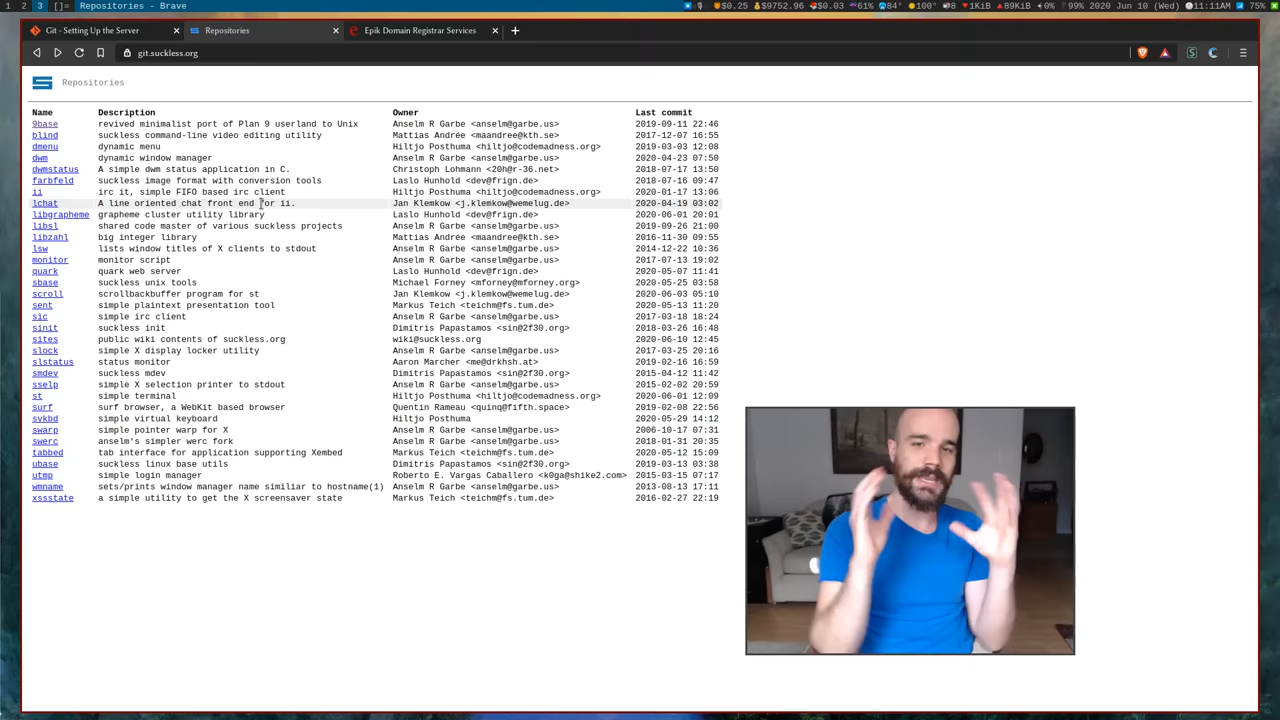 1 2 3 []= Repositories - Brave $0.25 $9752.96 $0.03 61% 84° 100° 8 1KiB 89KiB 0% 99% 2020 Jun 10 (Wed) 11:11AM 75%
Git - Setting Up the Server Repositories Epik Domain Registrar Services
git.suckless.org
Repositories
Name Description Owner Last commit
9base revived minimalist port of Plan 9 userland to Unix Anselm R Garbe <anselm@garbe.us> 2019-09-11 22:46
blind suckless command-line video editing utility Mattias Andrée <maandree@kth.se> 2017-12-07 16:55
dmenu dynamic menu Hiltjo Posthuma <hiltjo@codemadness.org> 2019-03-03 12:08
dwm dynamic window manager Anselm R Garbe <anselm@garbe.us> 2020-04-23 07:50
dwmstatus A simple dwm status application in C. Christoph Lohmann <20h@r-36.net> 2018-07-17 13:50
farbfeld suckless image format with conversion tools Laslo Hunhold <dev@frign.de> 2018-07-16 09:47
ii irc it, simple FIFO based irc client Hiltjo Posthuma <hiltjo@codemadness.org> 2020-01-17 13:06
lchat A line oriented chat front end for ii. Jan Klemkow <j.klemkow@wemelug.de> 2020-04-19 03:02
libgrapheme grapheme cluster utility library Laslo Hunhold <dev@frign.de> 2020-06-01 20:01
libsl shared code master of various suckless projects Anselm R Garbe <anselm@garbe.us> 2019-09-26 21:00
libzahl big integer library Mattias Andrée <maandree@kth.se> 2016-11-30 09:55
lsw lists window titles of X clients to stdout Anselm R Garbe <anselm@garbe.us> 2014-12-22 10:36
monitor monitor script Anselm R Garbe <anselm@garbe.us> 2017-07-13 19:02
quark quark web server Laslo Hunhold <dev@frign.de> 2020-05-07 11:41
sbase suckless unix tools Michael Forney <mforney@mforney.org> 2020-05-25 03:58
scroll scrollbackbuffer program for st Jan Klemkow <j.klemkow@wemelug.de> 2020-06-03 05:10
sent simple plaintext presentation tool Markus Teich <teichm@fs.tum.de> 2020-05-13 11:20
sic simple irc client Anselm R Garbe <anselm@garbe.us> 2017-03-18 18:24
sinit suckless init Dimitris Papastamos <sin@2f30.org> 2018-03-26 16:48
sites public wiki contents of suckless.org wiki@suckless.org 2020-06-10 12:45
slock simple X display locker utility Anselm R Garbe <anselm@garbe.us> 2017-03-25 20:16
slstatus status monitor Aaron Marcher <me@drkhsh.at> 2019-02-16 16:59
smdev suckless mdev Dimitris Papastamos <sin@2f30.org> 2015-04-12 11:42
sselp simple X selection printer to stdout Anselm R Garbe <anselm@garbe.us> 2015-02-02 20:59
st simple terminal Hiltjo Posthuma <hiltjo@codemadness.org> 2020-06-01 12:09
surf surf browser, a WebKit based browser Quentin Rameau <quinq@fifth.space> 2019-02-08 22:56
svkbd simple virtual keyboard Hiltjo Posthuma 2020-05-29 14:12
swarp simple pointer warp for X Anselm R Garbe <anselm@garbe.us> 2006-10-17 07:31
swerc anselm's simpler werc fork Anselm R Garbe <anselm@garbe.us> 2018-01-31 20:35
tabbed tab interface for application supporting Xembed Markus Teich <teichm@fs.tum.de> 2020-05-12 15:09
ubase suckless linux base utils Dimitris Papastamos <sin@2f30.org> 2019-03-13 03:38
utmp simple login manager Roberto E. Vargas Caballero <k0ga@shike2.com> 2015-03-15 07:17
wmname sets/prints window manager name similiar to hostname(1) Anselm R Garbe <anselm@garbe.us> 2013-08-13 17:11
xssstate a simple utility to get the X screensaver state Markus Teich <teichm@fs.tum.de> 2016-02-27 22:19